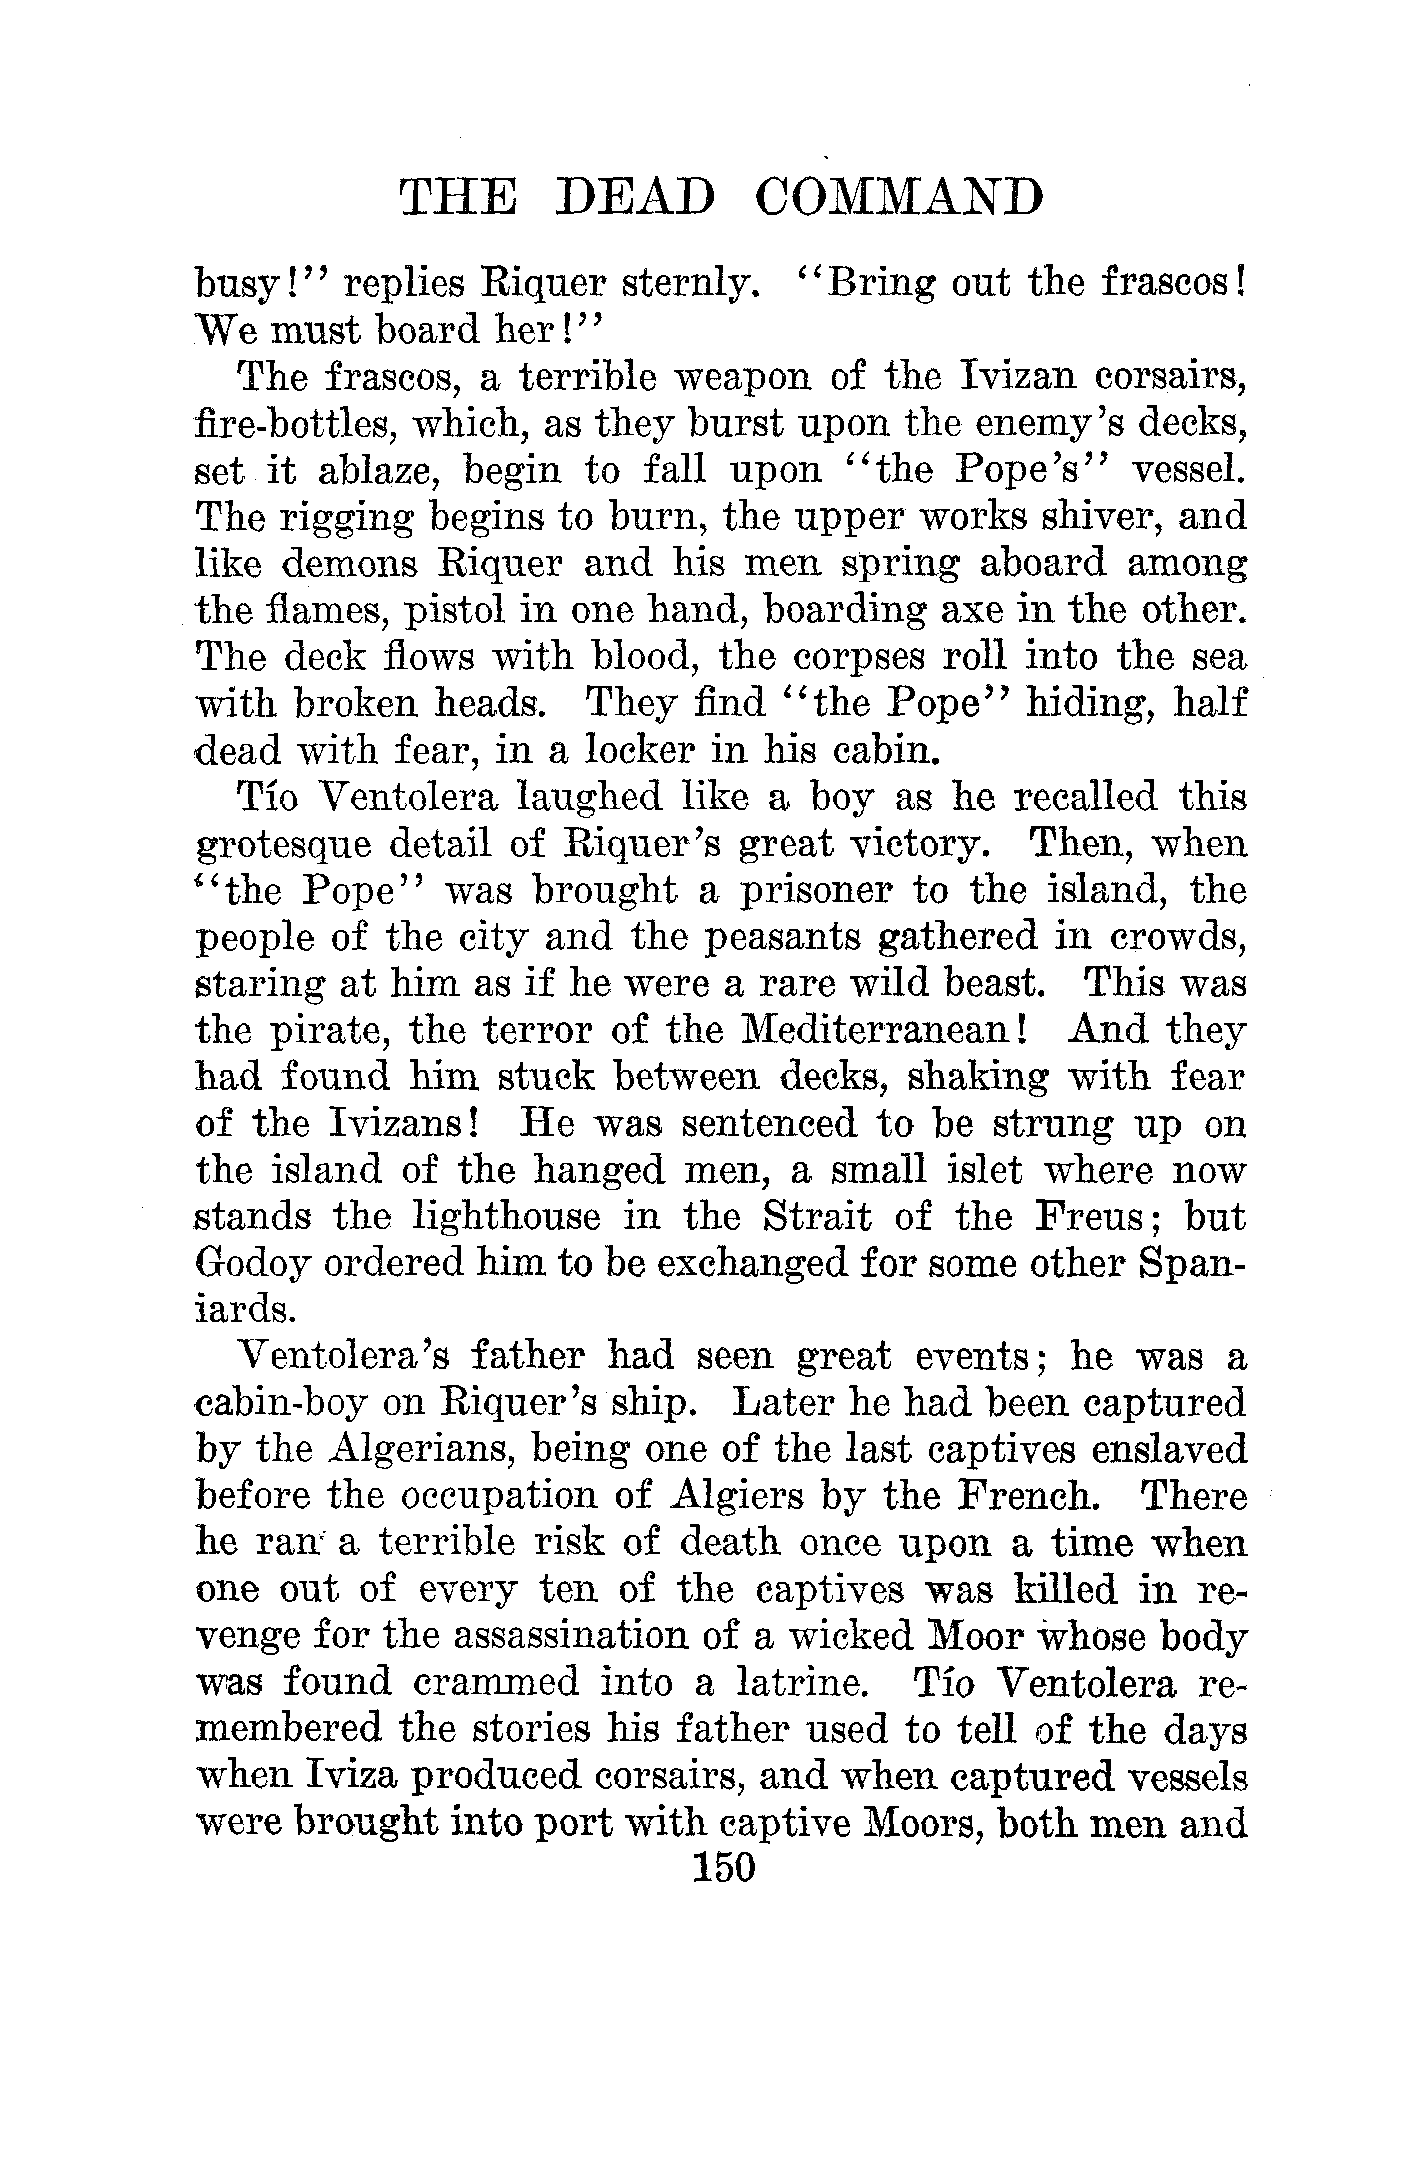 THE DEAD COMMAND
busy!" replies Riquer sternly. "Bring out the frascos!
We must board her!"
The frascos, a terrible weapon of the Ivizan corsairs,
fire-bottles, which, as they burst upon the enemy's decks,
set it ablaze, begin to fall upon "the Pope's" vessel.
The rigging begins to burn, the upper works shiver, and
like demons Riquer and his men spring aboard among
the flames, pistol in one hand, boarding axe in the other.
The deck flows with blood, the corpses roll into the sea
with broken heads. They find "the Pope" hiding, half
dead with fear, in a locker in his cabin.
Tío Ventolera laughed like a boy as he recalled this
grotesque detail of Riquer's great victory. Then, when
"the Pope" was brought a prisoner to the island, the
people of the city and the peasants gathered in crowds,
staring at him as if he were a rare wild beast. This was
the pirate, the terror of the Mediterranean! And they
had found him stuck between decks, shaking with fear
of the Ivizans! He was sentenced to be strung up on
the island of the hanged men, a small islet where now
stands the lighthouse in the Strait of the Freus; but
Godoy ordered him to be exchanged for some other Span-
iards.
Ventolera's father had seen great events; he was a
cabin-boy on Riquer's ship. Later he had been captured
by the Algerians, being one of the last captives enslaved
before the occupation of Algiers by the French. There
he ran a terrible risk of death once upon a time when
one out of every ten of the captives was killed in re-
venge for the assassination of a wicked Moor whose body
was found crammed into a latrine. Tío Ventolera re-
membered the stories his father used to tell of the days
when Iviza produced corsairs, and when captured vessels
were brought into port with captive Moors, both men and
150